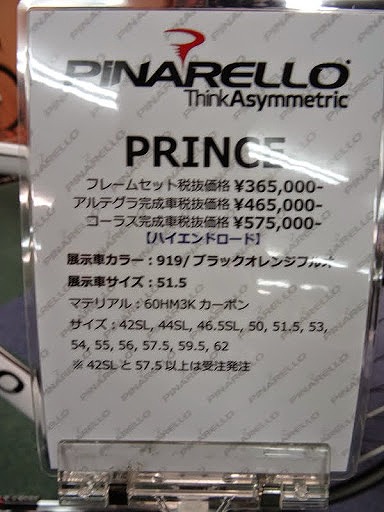 PINARELLO
ThinkAsymmetric
PRINCE
フレームセット税抜価格 ¥365,000-
アルテグラ完成車税抜価格 ¥465,000-
コーラス完成車税抜価格 ¥575,000-
【ハイエンドロード】
展示車カラー：919/ブラックオレンジフルオ
展示車サイズ：51.5
マテリアル：60HM3K カーボン
サイズ：42SL, 44SL, 46.5SL, 50, 51.5, 53,
54, 55, 56, 57.5, 59.5, 62
※ 42SL と 57.5 以上は受注発注